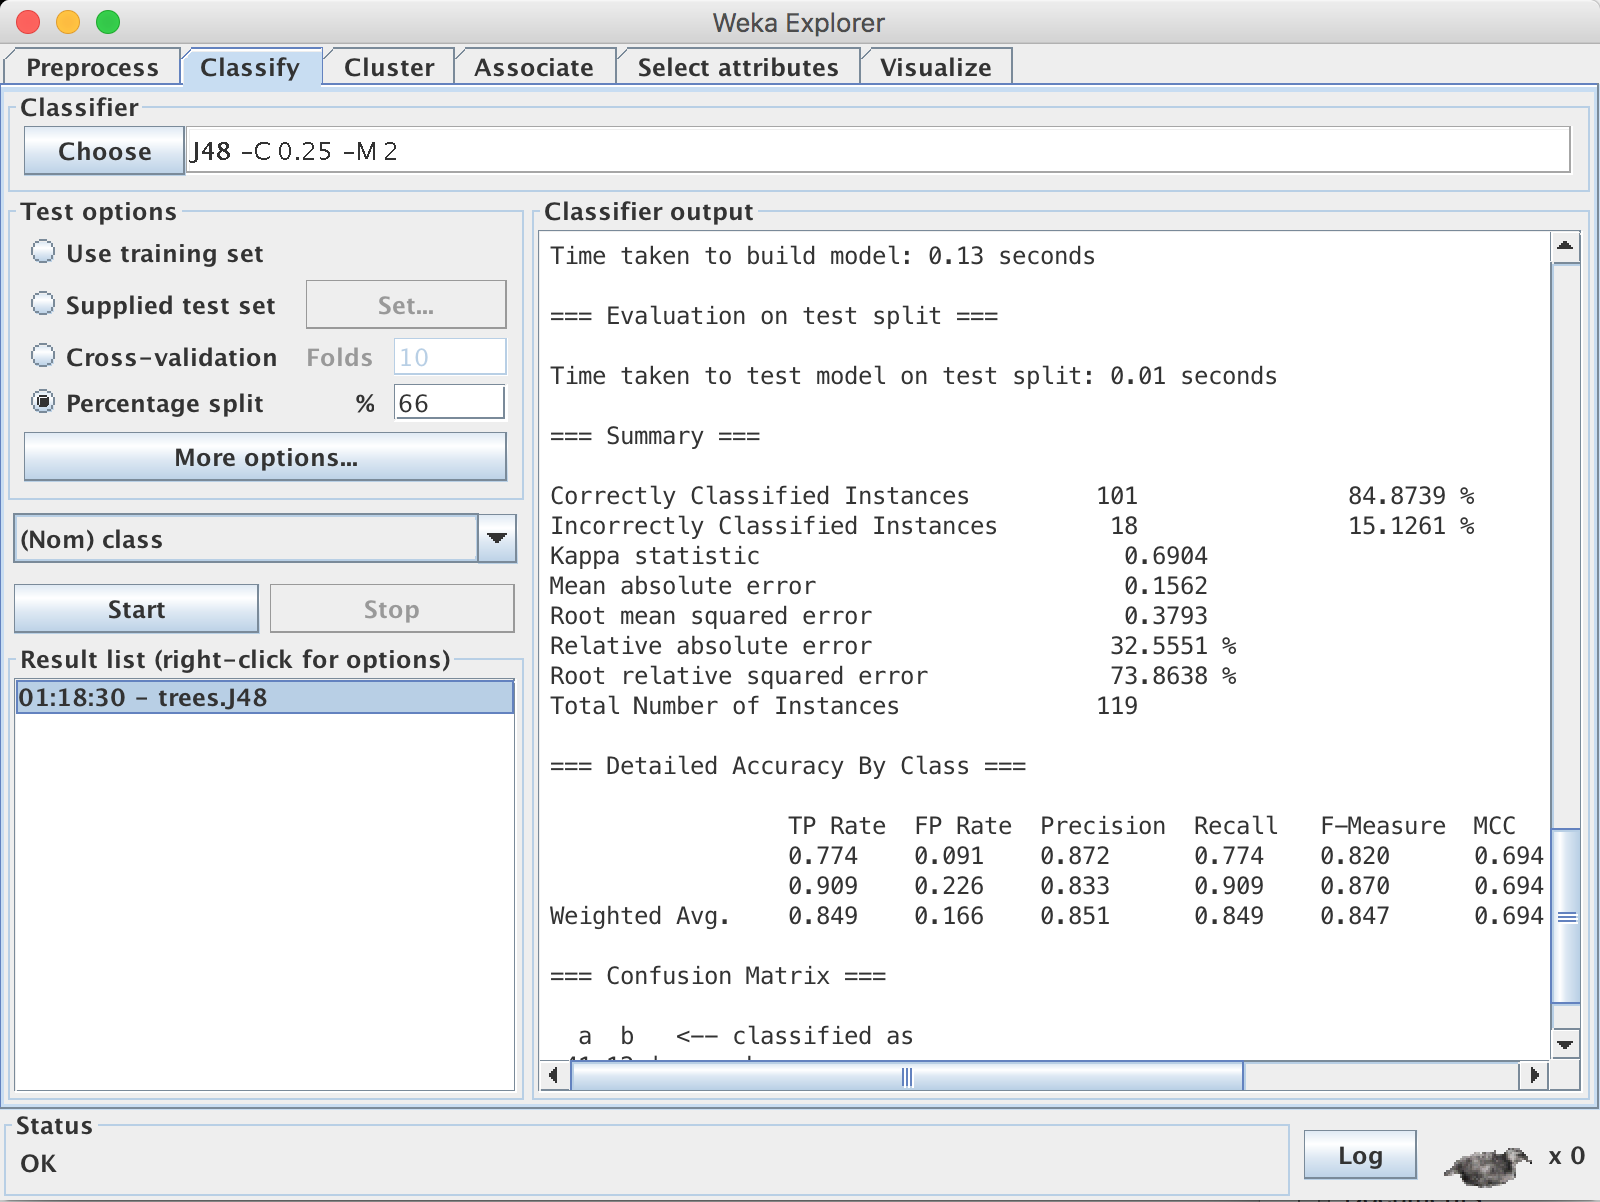 Weka Explorer
Preprocess Classify Cluster Associate Select attributes Visualize
Classifier
Choose J48 -C 0.25 -M 2
Test options
Use training set
Supplied test set Set...
Cross-validation Folds 10
Percentage split % 66
More options...
(Nom) class
Start Stop
Result list (right-click for options)
01:18:30 - trees.J48
Classifier output
Time taken to build model: 0.13 seconds
=== Evaluation on test split ===
Time taken to test model on test split: 0.01 seconds
=== Summary ===
Correctly Classified Instances 101 84.8739 %
Incorrectly Classified Instances 18 15.1261 %
Kappa statistic 0.6904
Mean absolute error 0.1562
Root mean squared error 0.3793
Relative absolute error 32.5551 %
Root relative squared error 73.8638 %
Total Number of Instances 119
=== Detailed Accuracy By Class ===
TP Rate FP Rate Precision Recall F-Measure MCC
0.774 0.091 0.872 0.774 0.820 0.694
0.909 0.226 0.833 0.909 0.870 0.694
Weighted Avg. 0.849 0.166 0.851 0.849 0.847 0.694
=== Confusion Matrix ===
a b <-- classified as
41 12
Status
OK
Log x 0